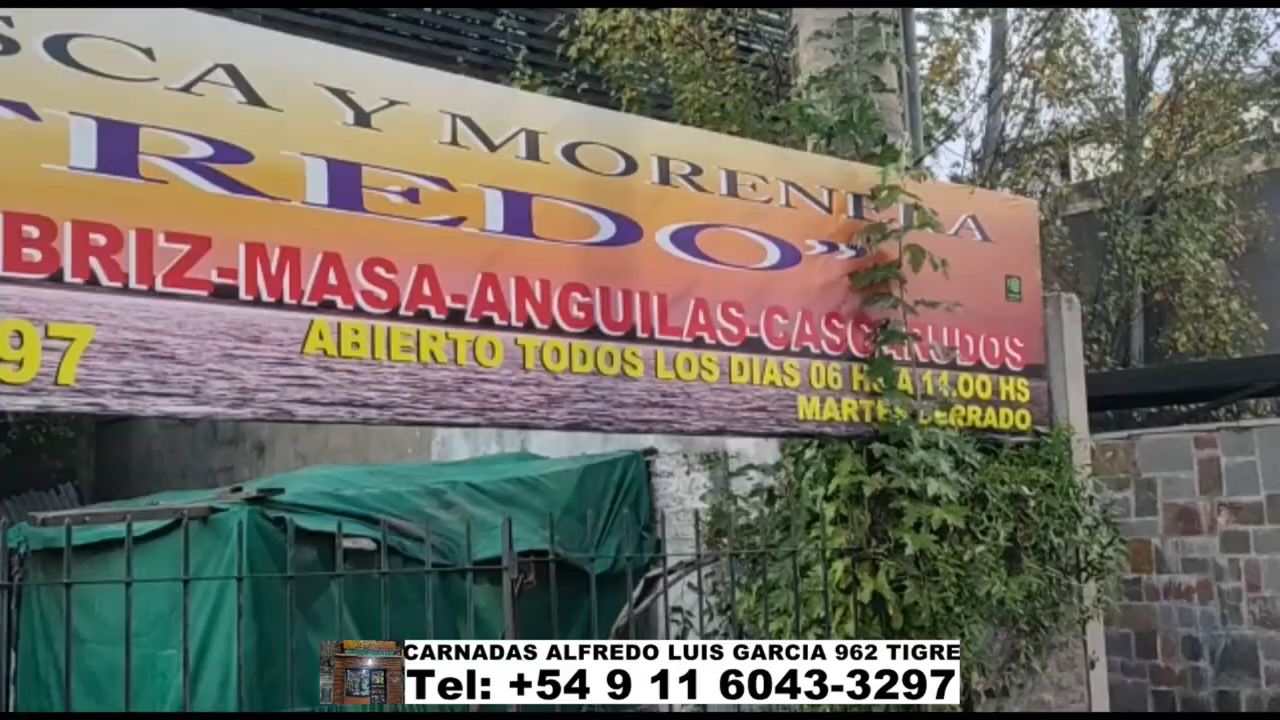 SCA Y MORENITA
FREDO”
BRIZ-MASA-ANGUILAS-CASCARUDOS
97
ABIERTO TODOS LOS DIAS 06 HS A 14.00 HS
MARTES CERRADO
CARNADAS ALFREDO LUIS GARCIA 962 TIGRE
Tel: +54 9 11 6043-3297